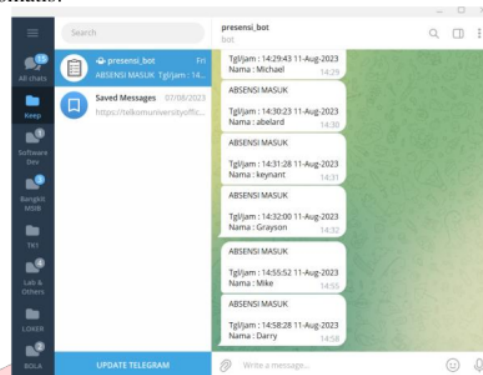 Search
presensi_bot
bot
15
All chats
Keep
1
Software
Dev
3
Bangkit
MSIB
TK1
4
Lab &
Others
LOKER
BOLA
presensi_bot Fri
ABSENSI MASUK Tgl/jam : 14...
Saved Messages 07/08/2023
https://telkomuniversityoffic...
UPDATE TELEGRAM
Tgl/jam : 14:29:43 11-Aug-2023
Nama : Michael 14:29
ABSENSI MASUK
Tgl/jam : 14:30:23 11-Aug-2023
Nama : abelard 14:30
ABSENSI MASUK
Tgl/jam : 14:31:28 11-Aug-2023
Nama : keynant 14:31
ABSENSI MASUK
Tgl/jam : 14:32:00 11-Aug-2023
Nama : Grayson 14:32
ABSENSI MASUK
Tgl/jam : 14:55:52 11-Aug-2023
Nama : Mike 14:55
ABSENSI MASUK
Tgl/jam : 14:58:28 11-Aug-2023
Nama : Darry 14:58
Write a message...